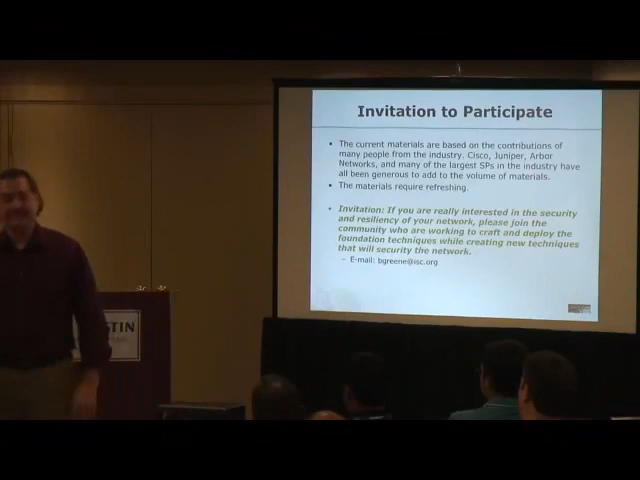 Invitation to Participate
▪ The current materials are based on the contributions of
many people from the industry. Cisco, Juniper, Arbor
Networks, and many of the largest SPs in the industry have
all been generous to add to the volume of materials.
▪ The materials require refreshing.
▪ Invitation: If you are really interested in the security
and resiliency of your network, please join the
community who are working to craft and deploy the
foundation techniques while creating new techniques
that will security the network.
– E-mail: bgreene@isc.org
STIN